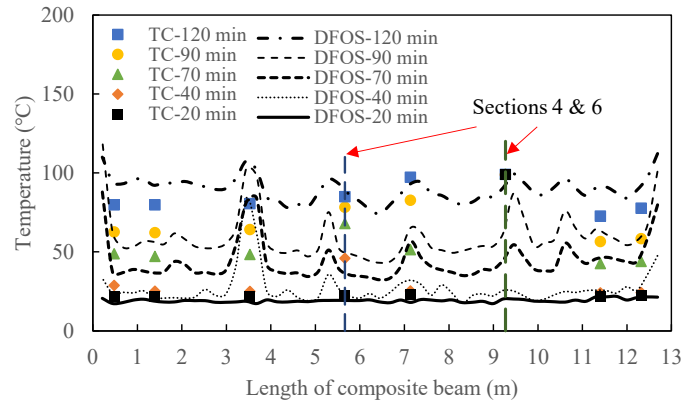 200
150
100
50
0
Temperature (℃)
TC-120 min
TC-90 min
TC-70 min
TC-40 min
TC-20 min
DFOS-120 min
DFOS-90 min
DFOS-70 min
DFOS-40 min
DFOS-20 min
Sections 4 & 6
0 1 2 3 4 5 6 7 8 9 10 11 12 13
Length of composite beam (m)